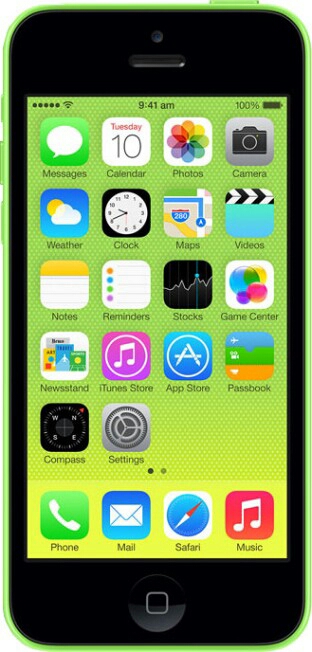 9:41 am 100%
Tuesday
10
Messages Calendar Photos Camera
280
Weather Clock Maps Videos
Notes Reminders Stocks Game Center
Newsstand iTunes Store App Store Passbook
N
W E
S
Compass Settings
Phone Mail Safari Music